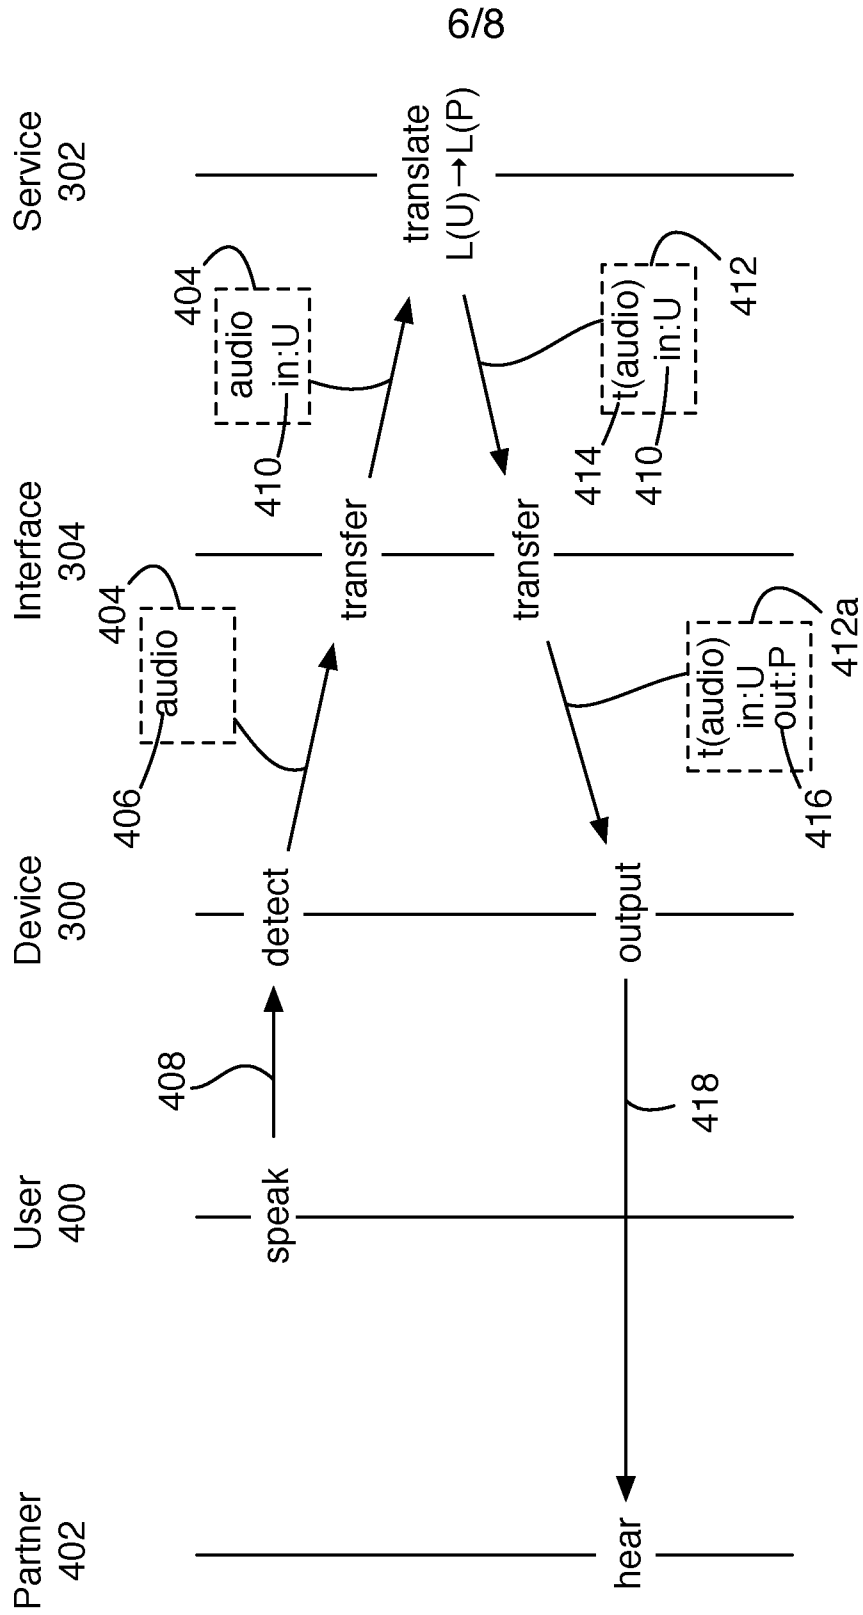 6/8
Partner
402
User
400
Device
300
Interface
304
Service
302
404
404
audio
406
audio
in:U
410
408
speak
detect
transfer
translate
L(U)→L(P)
transfer
414
t(audio)
410
in:U
412
hear
418
output
t(audio)
in:U
out:P
416
412a